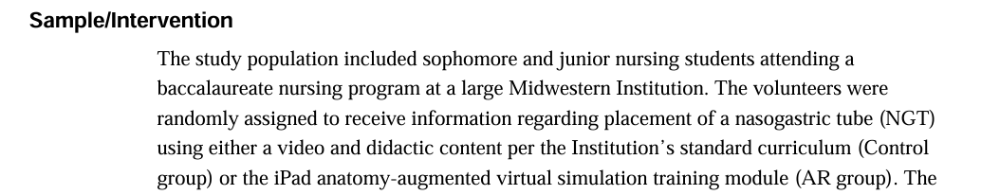 Sample/Intervention
The study population included sophomore and junior nursing students attending a
baccalaureate nursing program at a large Midwestern Institution. The volunteers were
randomly assigned to receive information regarding placement of a nasogastric tube (NGT)
using either a video and didactic content per the Institution’s standard curriculum (Control
group) or the iPad anatomy-augmented virtual simulation training module (AR group). The